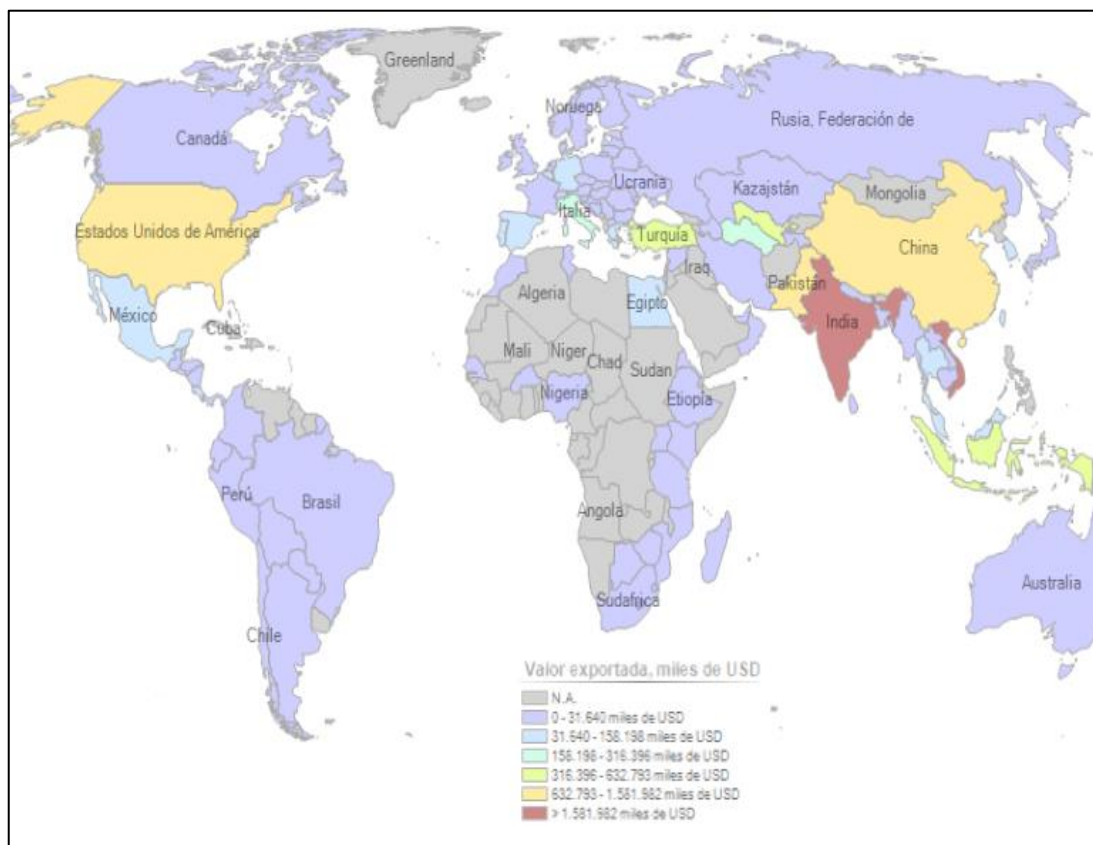 Greenland
Noruega
Rusia, Federación de
Canadá
Ucrania
Kazajstán
Mongolia
Italia
Estados Unidos de América
Turquia
China
Iraq
Pakistán
Algeria
Egipto
México
India
Cuba
Mali
Niger
Chad
Sudan
Nigeria
Etiopia
Perú
Brasil
Angola
Australia
Sudafrica
Chile
Valor exportada, miles de USD
N.A.
0 - 31.640 miles de USD
31.640 - 158.198 miles de USD
158.198 - 316.396 miles de USD
316.396 - 632.793 miles de USD
632.793 - 1.581.982 miles de USD
> 1.581.982 miles de USD